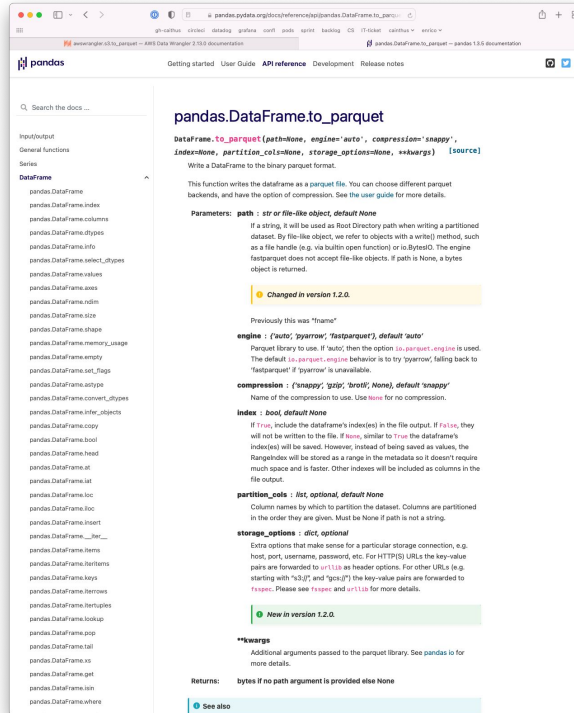 pandas.pydata.org/docs/reference/api/pandas.DataFrame.to_parque
gh-caithus circleci datadog grafana confl pods sprint backlog CS IT-ticker cainthus enrico
awswrangler.s3.to_parquet — AWS Data Wrangler 2.13.0 documentation
pandas.DataFrame.to_parquet — pandas 1.3.5 documentation
pandas
Getting started User Guide API reference Development Release notes
Search the docs ...
Input/output
General functions
Series
DataFrame
pandas.DataFrame
pandas.DataFrame.index
pandas.DataFrame.columns
pandas.DataFrame.dtypes
pandas.DataFrame.info
pandas.DataFrame.select_dtypes
pandas.DataFrame.values
pandas.DataFrame.axes
pandas.DataFrame.ndim
pandas.DataFrame.size
pandas.DataFrame.shape
pandas.DataFrame.memory_usage
pandas.DataFrame.empty
pandas.DataFrame.set_flags
pandas.DataFrame.astype
pandas.DataFrame.convert_dtypes
pandas.DataFrame.infer_objects
pandas.DataFrame.copy
pandas.DataFrame.bool
pandas.DataFrame.head
pandas.DataFrame.at
pandas.DataFrame.iat
pandas.DataFrame.loc
pandas.DataFrame.iloc
pandas.DataFrame.insert
pandas.DataFrame.__iter__
pandas.DataFrame.items
pandas.DataFrame.iteritems
pandas.DataFrame.keys
pandas.DataFrame.iterrows
pandas.DataFrame.itertuples
pandas.DataFrame.lookup
pandas.DataFrame.pop
pandas.DataFrame.tail
pandas.DataFrame.xs
pandas.DataFrame.get
pandas.DataFrame.isin
pandas.DataFrame.where
pandas.DataFrame.to_parquet
DataFrame.to_parquet(path=None, engine='auto', compression='snappy',
index=None, partition_cols=None, storage_options=None, **kwargs) [source]
Write a DataFrame to the binary parquet format.
This function writes the dataframe as a parquet file. You can choose different parquet
backends, and have the option of compression. See the user guide for more details.
Parameters: path : str or file-like object, default None
If a string, it will be used as Root Directory path when writing a partitioned
dataset. By file-like object, we refer to objects with a write() method, such
as a file handle (e.g. via builtin open function) or io.BytesIO. The engine
fastparquet does not accept file-like objects. If path is None, a bytes
object is returned.
Changed in version 1.2.0.
Previously this was “fname”
engine : {‘auto’, ‘pyarrow’, ‘fastparquet’}, default ‘auto’
Parquet library to use. If ‘auto’, then the option io.parquet.engine is used.
The default io.parquet.engine behavior is to try ‘pyarrow’, falling back to
‘fastparquet’ if ‘pyarrow’ is unavailable.
compression : {‘snappy’, ‘gzip’, ‘brotli’, None}, default ‘snappy’
Name of the compression to use. Use None for no compression.
index : bool, default None
If True, include the dataframe’s index(es) in the file output. If False, they
will not be written to the file. If None, similar to True the dataframe’s
index(es) will be saved. However, instead of being saved as values, the
RangeIndex will be stored as a range in the metadata so it doesn’t require
much space and is faster. Other indexes will be included as columns in the
file output.
partition_cols : list, optional, default None
Column names by which to partition the dataset. Columns are partitioned
in the order they are given. Must be None if path is not a string.
storage_options : dict, optional
Extra options that make sense for a particular storage connection, e.g.
host, port, username, password, etc. For HTTP(S) URLs the key-value
pairs are forwarded to urllib as header options. For other URLs (e.g.
starting with “s3://”, and “gcs://”) the key-value pairs are forwarded to
fsspec. Please see fsspec and urllib for more details.
New in version 1.2.0.
**kwargs
Additional arguments passed to the parquet library. See pandas io for
more details.
Returns: bytes if no path argument is provided else None
See also